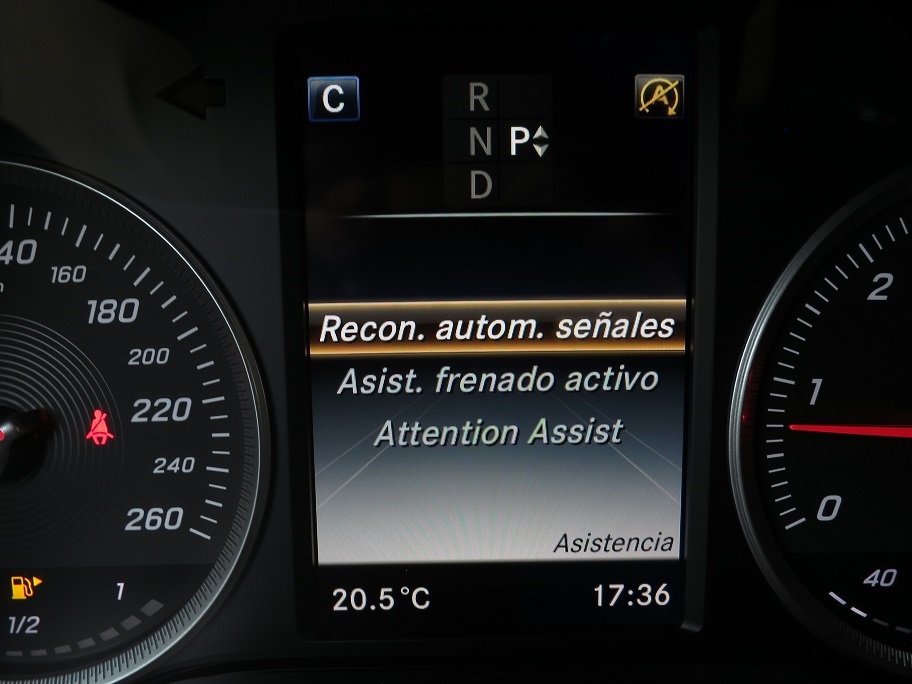 C
R
N P
D
A
40
160
180
200
220
240
260
1
1/2
Recon. autom. señales
Asist. frenado activo
Attention Assist
Asistencia
20.5°C
17:36
2
1
0
40